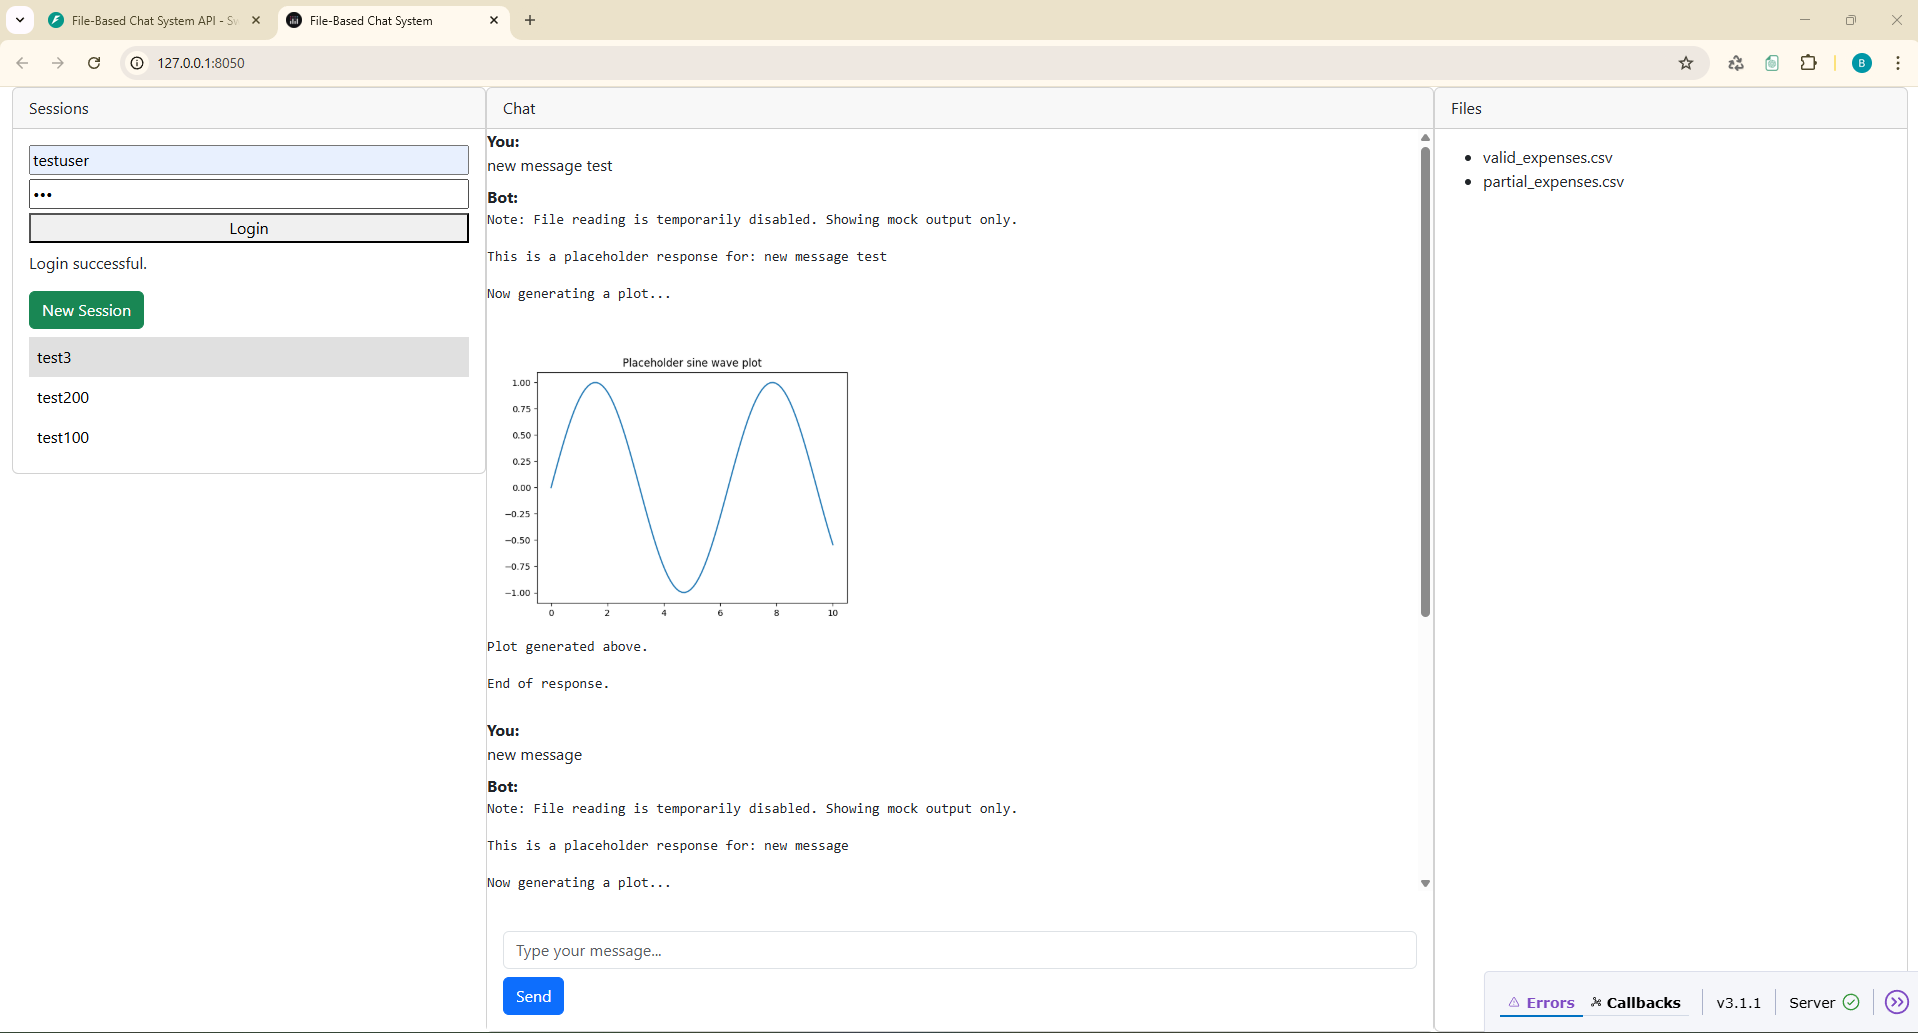 File-Based Chat System API - Sw
File-Based Chat System
127.0.0.1:8050
B
Sessions
testuser
•••
Login
Login successful.
New Session
test3
test200
test100
Chat
You:
new message test
Bot:
Note: File reading is temporarily disabled. Showing mock output only.
This is a placeholder response for: new message test
Now generating a plot...
Placeholder sine wave plot
1.00
0.75
0.50
0.25
0.00
−0.25
−0.50
−0.75
−1.00
0 2 4 6 8 10
Plot generated above.
End of response.
You:
new message
Bot:
Note: File reading is temporarily disabled. Showing mock output only.
This is a placeholder response for: new message
Now generating a plot...
Type your message...
Send
Files
• valid_expenses.csv
• partial_expenses.csv
Errors Callbacks v3.1.1 Server